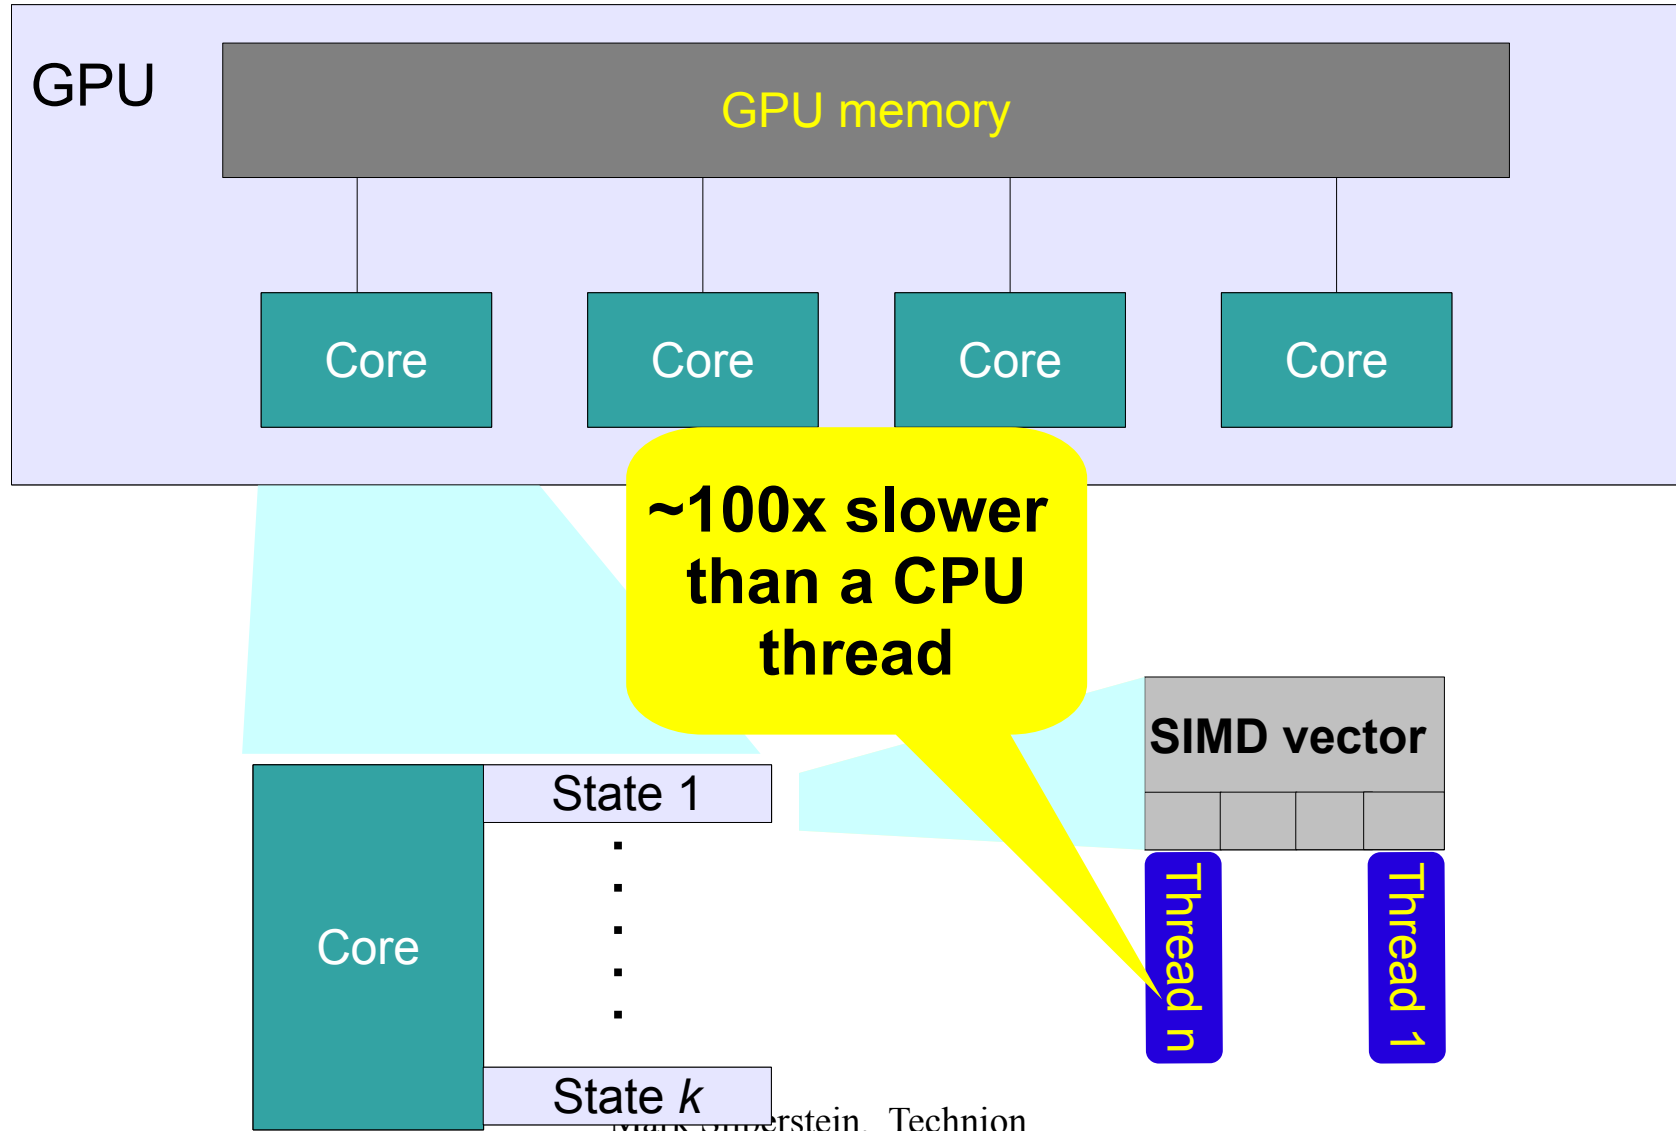 GPU
GPU memory
Core
Core
Core
Core
~100x slower
than a CPU
thread
SIMD vector
State 1
Core
Thread n
Thread 1
State k
Technion